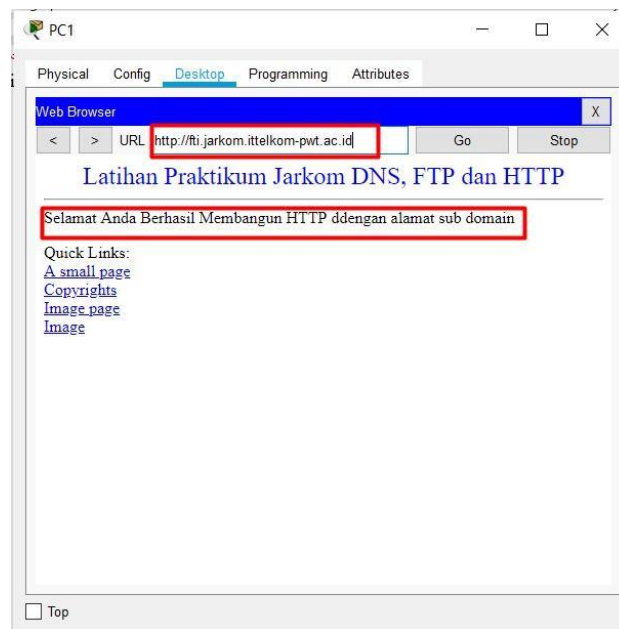 PC1
Physical Config Desktop Programming Attributes
Web Browser X
< > URL http://fti.jarkom.ittelkom-pwt.ac.id Go Stop
Latihan Praktikum Jarkom DNS, FTP dan HTTP
Selamat Anda Berhasil Membangun HTTP ddengan alamat sub domain
Quick Links:
A small page
Copyrights
Image page
Image
Top